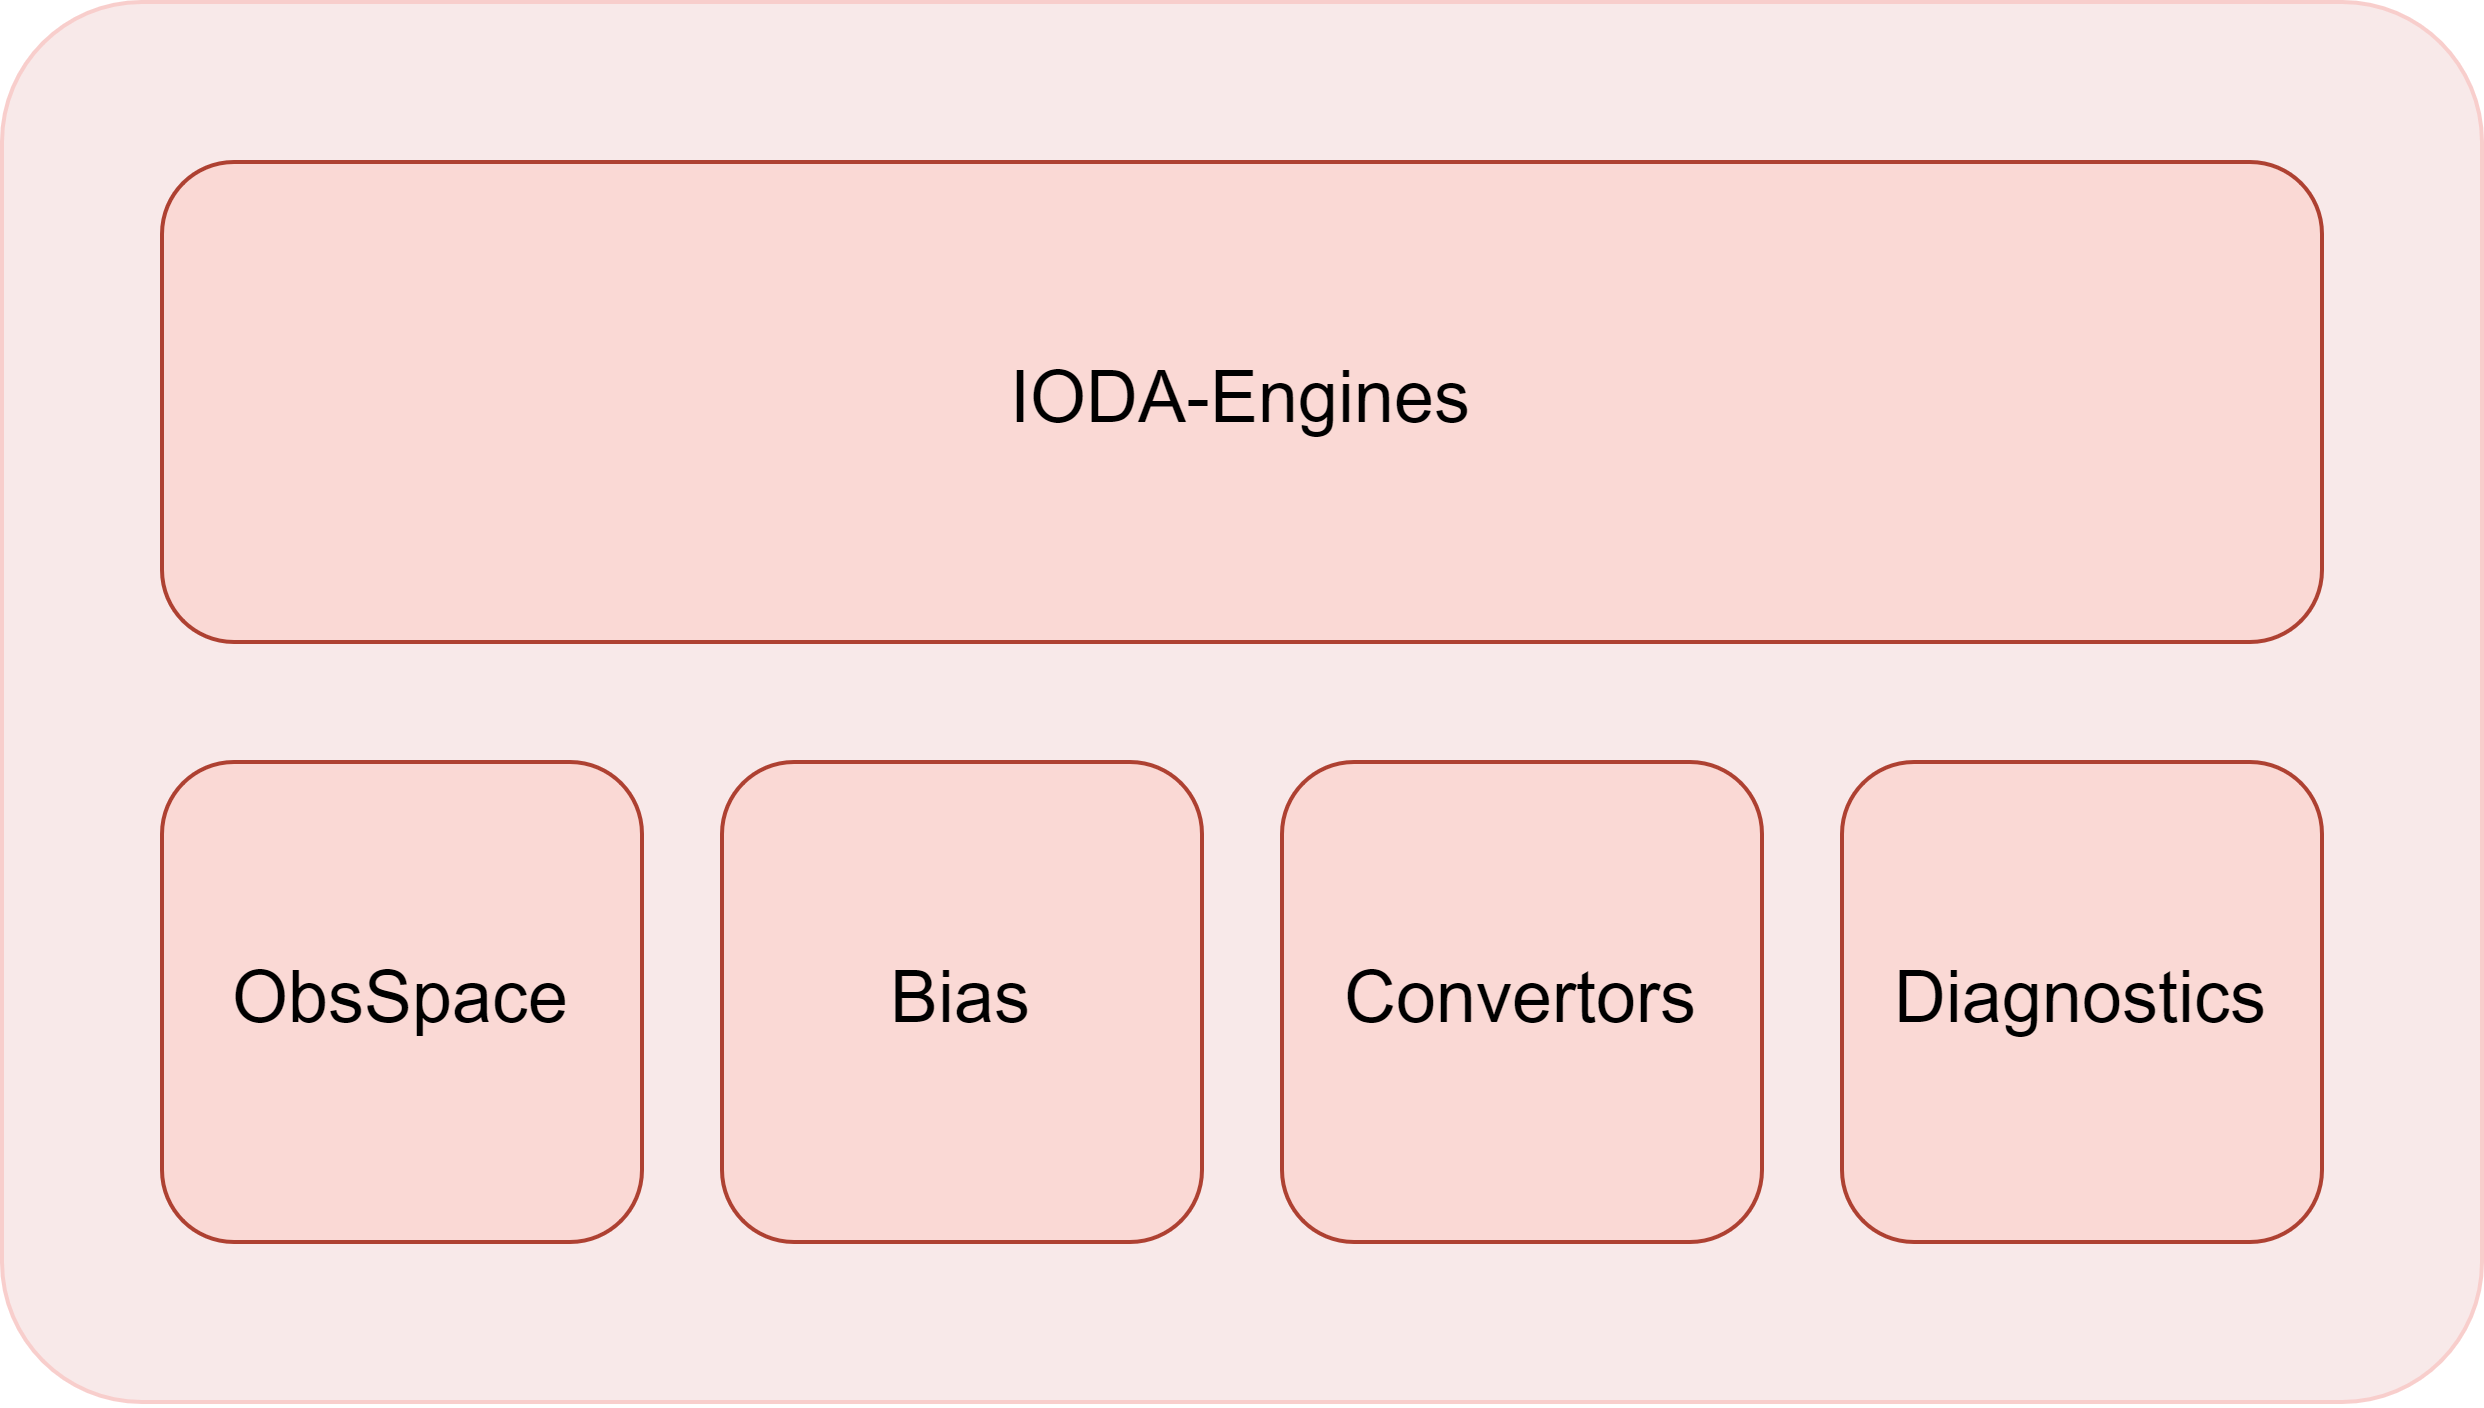 IODA-Engines
ObsSpace
Bias
Convertors
Diagnostics